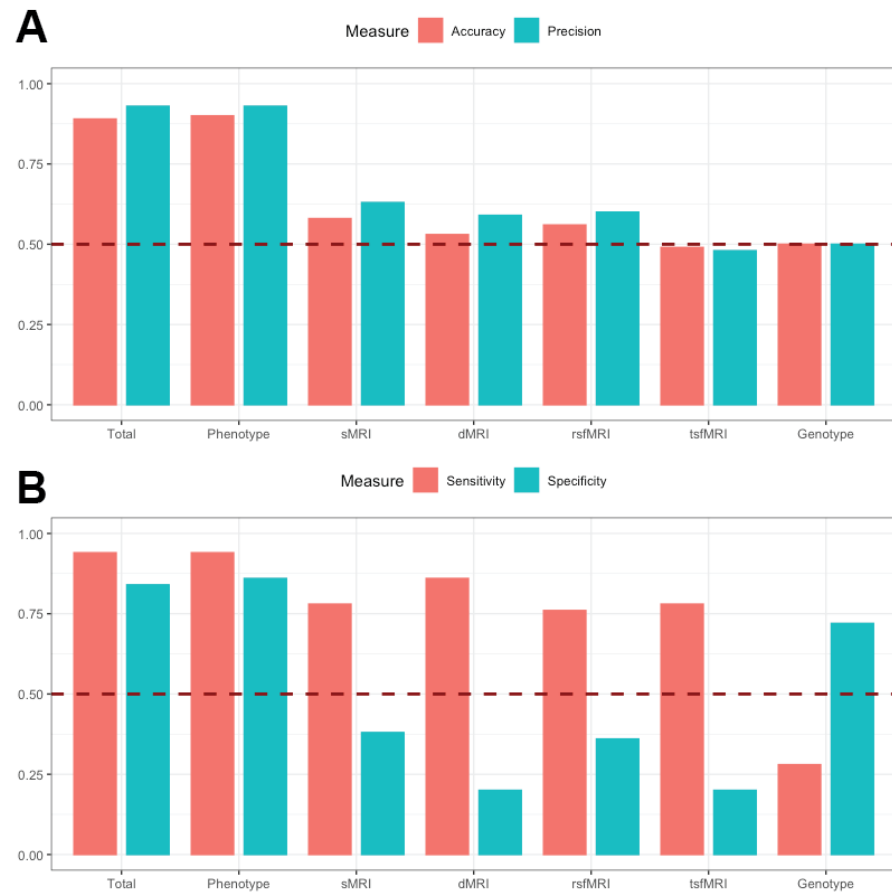 A
Measure Accuracy Precision
1.00
0.75
0.50
0.25
0.00
Total Phenotype sMRI dMRI rsfMRI tsfMRI Genotype
B
Measure Sensitivity Specificity
1.00
0.75
0.50
0.25
0.00
Total Phenotype sMRI dMRI rsfMRI tsfMRI Genotype